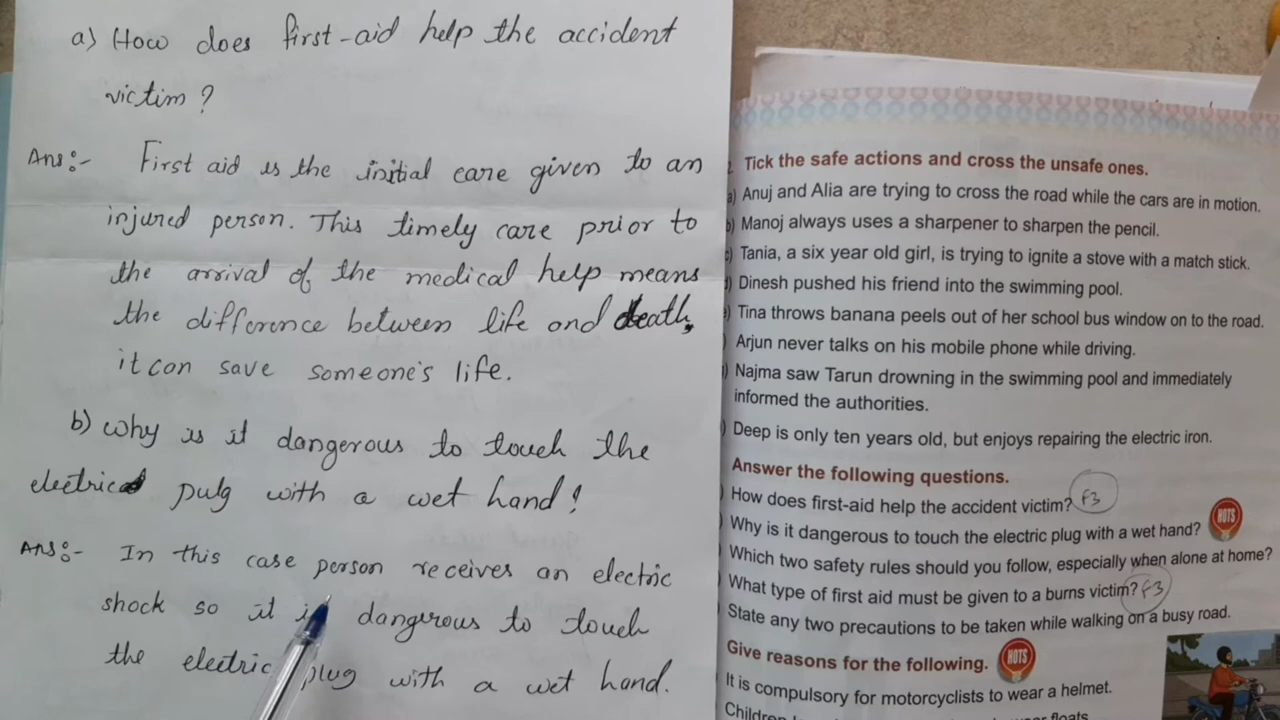 a) How does first-aid help the accident
victim?
Ans:- First aid is the initial care given to an
injured person. This timely care prior to
the arrival of the medical help means
the difference between life and death,
it can save someone's life.
b) why is it dangerous to touch the
electric pulg with a wet hand?
Ans:- In this case person receives an electric
shock so it is dangerous to touch
the electric plug with a wet hand.
2. Tick the safe actions and cross the unsafe ones.
a) Anuj and Alia are trying to cross the road while the cars are in motion.
b) Manoj always uses a sharpener to sharpen the pencil.
c) Tania, a six year old girl, is trying to ignite a stove with a match stick.
d) Dinesh pushed his friend into the swimming pool.
) Tina throws banana peels out of her school bus window on to the road.
Arjun never talks on his mobile phone while driving.
) Najma saw Tarun drowning in the swimming pool and immediately
informed the authorities.
) Deep is only ten years old, but enjoys repairing the electric iron.
Answer the following questions.
) How does first-aid help the accident victim? F3
) Why is it dangerous to touch the electric plug with a wet hand? HOTS
Which two safety rules should you follow, especially when alone at home?
What type of first aid must be given to a burns victim? F3
State any two precautions to be taken while walking on a busy road.
Give reasons for the following. HOTS
It is compulsory for motorcyclists to wear a helmet.
Children floats